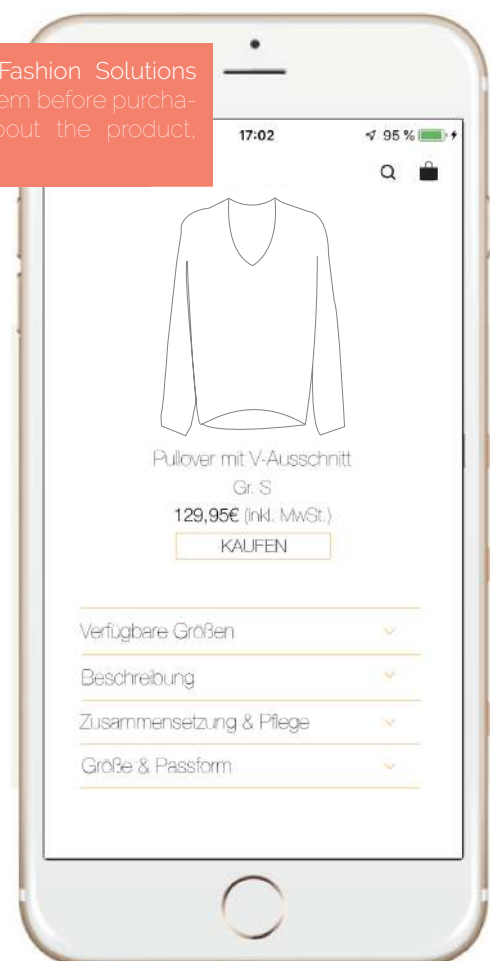 Fashion Solutions
em before purcha-
out the product,
17:02
95 %
Pullover mit V-Ausschnitt
Gr. S
129,95€ (inkl. MwSt.)
KAUFEN
Verfügbare Größen
Beschreibung
Zusammensetzung & Pflege
Größe & Passform